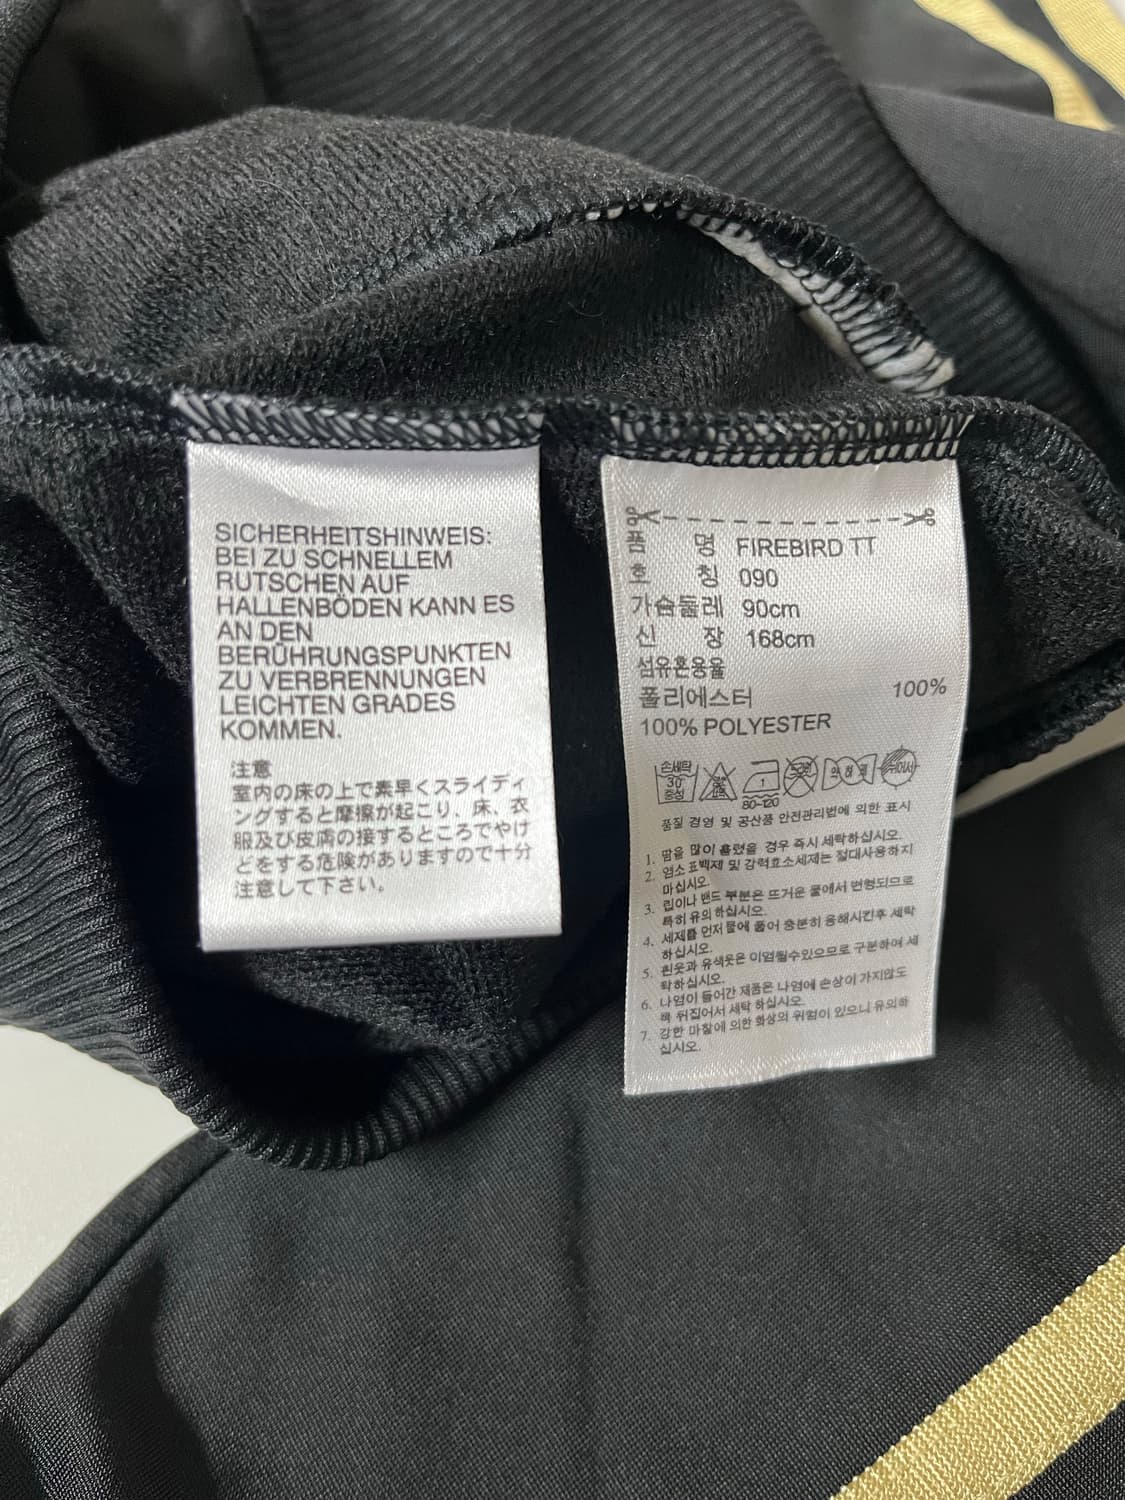 SICHERHEITSHINWEIS:
BEI ZU SCHNELLEM
RUTSCHEN AUF
HALLENBÖDEN KANN ES
AN DEN
BERÜHRUNGSPUNKTEN
ZU VERBRENNUNGEN
LEICHTEN GRADES
KOMMEN.
注意
室内の床の上で素早くスライディ
ングすると摩擦が起こり、床、衣
服及び皮膚の接するところでやけ
どをする危険がありますので十分
注意して下さい。
품 명 FIREBIRD TT
호 칭 090
가슴둘레 90cm
신 장 168cm
섬유혼용율
폴리에스터 100%
100% POLYESTER
손세탁
30
중성
1
80-120
품질 경영 및 공산품 안전관리법에 의한 표시
1. 땀을 많이 흘렸을 경우 즉시 세탁하십시오.
2. 염소 표백제 및 강력효소세제는 절대사용하지
마십시오.
3. 립이나 밴드 부분은 뜨거운 물에서 변형되므로
특히 유의 하십시오.
4. 세제를 먼저 물에 풀어 충분히 용해시킨후 세탁
하십시오.
5. 흰옷과 유색옷은 이염될수있으므로 구분하여 세
탁하십시오.
6. 나염이 들어간 제품은 나염에 손상이 가지않도
록 뒤집어서 세탁 하십시오.
7. 강한 마찰에 의한 화상의 위험이 있으니 유의하
십시오.